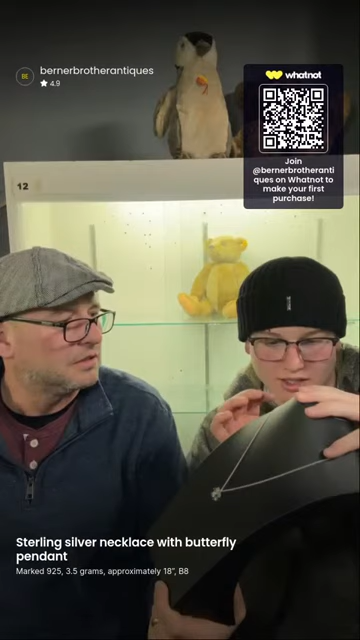 BE
bernerbrotherantiques
★ 4.9
whatnot
Join
@bernerbrotheranti
ques on Whatnot to
make your first
purchase!
12
Sterling silver necklace with butterfly
pendant
Marked 925, 3.5 grams, approximately 18", B8